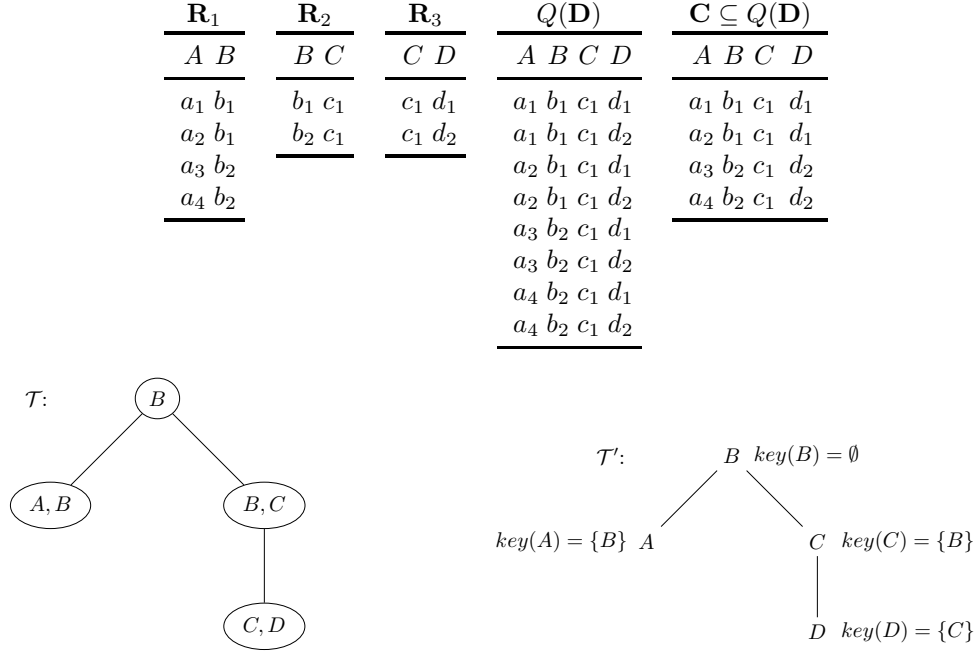 R₁ R₂ R₃ Q(D) C ⊆ Q(D)
A B B C C D A B C D A B C D
a₁ b₁ b₁ c₁ c₁ d₁ a₁ b₁ c₁ d₁ a₁ b₁ c₁ d₁
a₂ b₁ b₂ c₁ c₁ d₂ a₁ b₁ c₁ d₂ a₂ b₁ c₁ d₁
a₃ b₂ a₂ b₁ c₁ d₁ a₃ b₂ c₁ d₂
a₄ b₂ a₂ b₁ c₁ d₂ a₄ b₂ c₁ d₂
a₃ b₂ c₁ d₁
a₃ b₂ c₁ d₂
a₄ b₂ c₁ d₁
a₄ b₂ c₁ d₂
𝒯:
B
A, B
B, C
C, D
𝒯′:
B key(B) = ∅
key(A) = {B} A
C key(C) = {B}
D key(D) = {C}